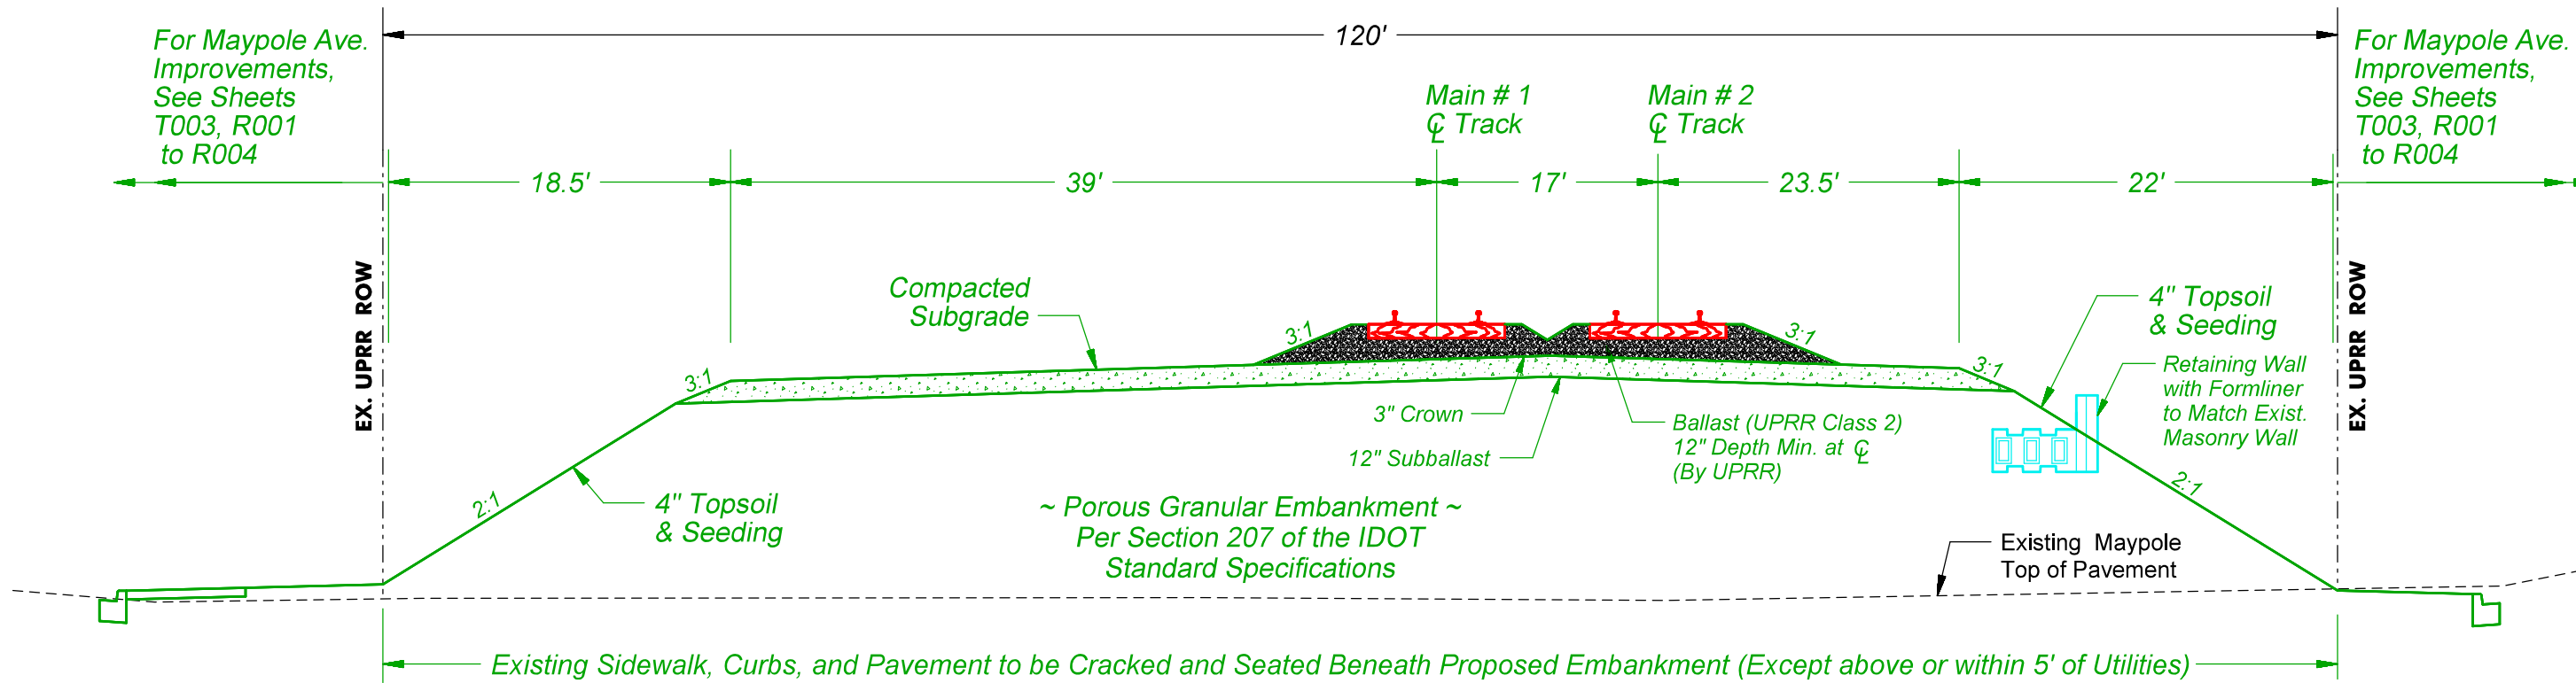 120'
For Maypole Ave.
Improvements,
See Sheets
T003, R001
to R004
Main # 1
℄ Track
Main # 2
℄ Track
For Maypole Ave.
Improvements,
See Sheets
T003, R001
to R004
18.5'
39'
17'
23.5'
22'
EX. UPRR ROW
Compacted
Subgrade
3:1
3:1
3:1
3:1
4" Topsoil
& Seeding
EX. UPRR ROW
Retaining Wall
with Formliner
to Match Exist.
Masonry Wall
3" Crown
12" Subballast
Ballast (UPRR Class 2)
12" Depth Min. at ℄
(By UPRR)
2:1
2:1
4" Topsoil
& Seeding
~ Porous Granular Embankment ~
Per Section 207 of the IDOT
Standard Specifications
Existing Maypole
Top of Pavement
Existing Sidewalk, Curbs, and Pavement to be Cracked and Seated Beneath Proposed Embankment (Except above or within 5' of Utilities)